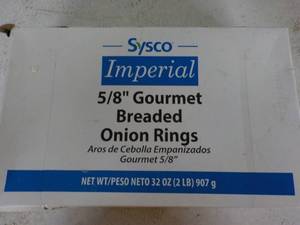 Sysco
Imperial
5/8" Gourmet
Breaded
Onion Rings
Aros de Cebolla Empanizados
Gourmet 5/8"
NET WT/PESO NETO 32 OZ (2 LB) 907 g